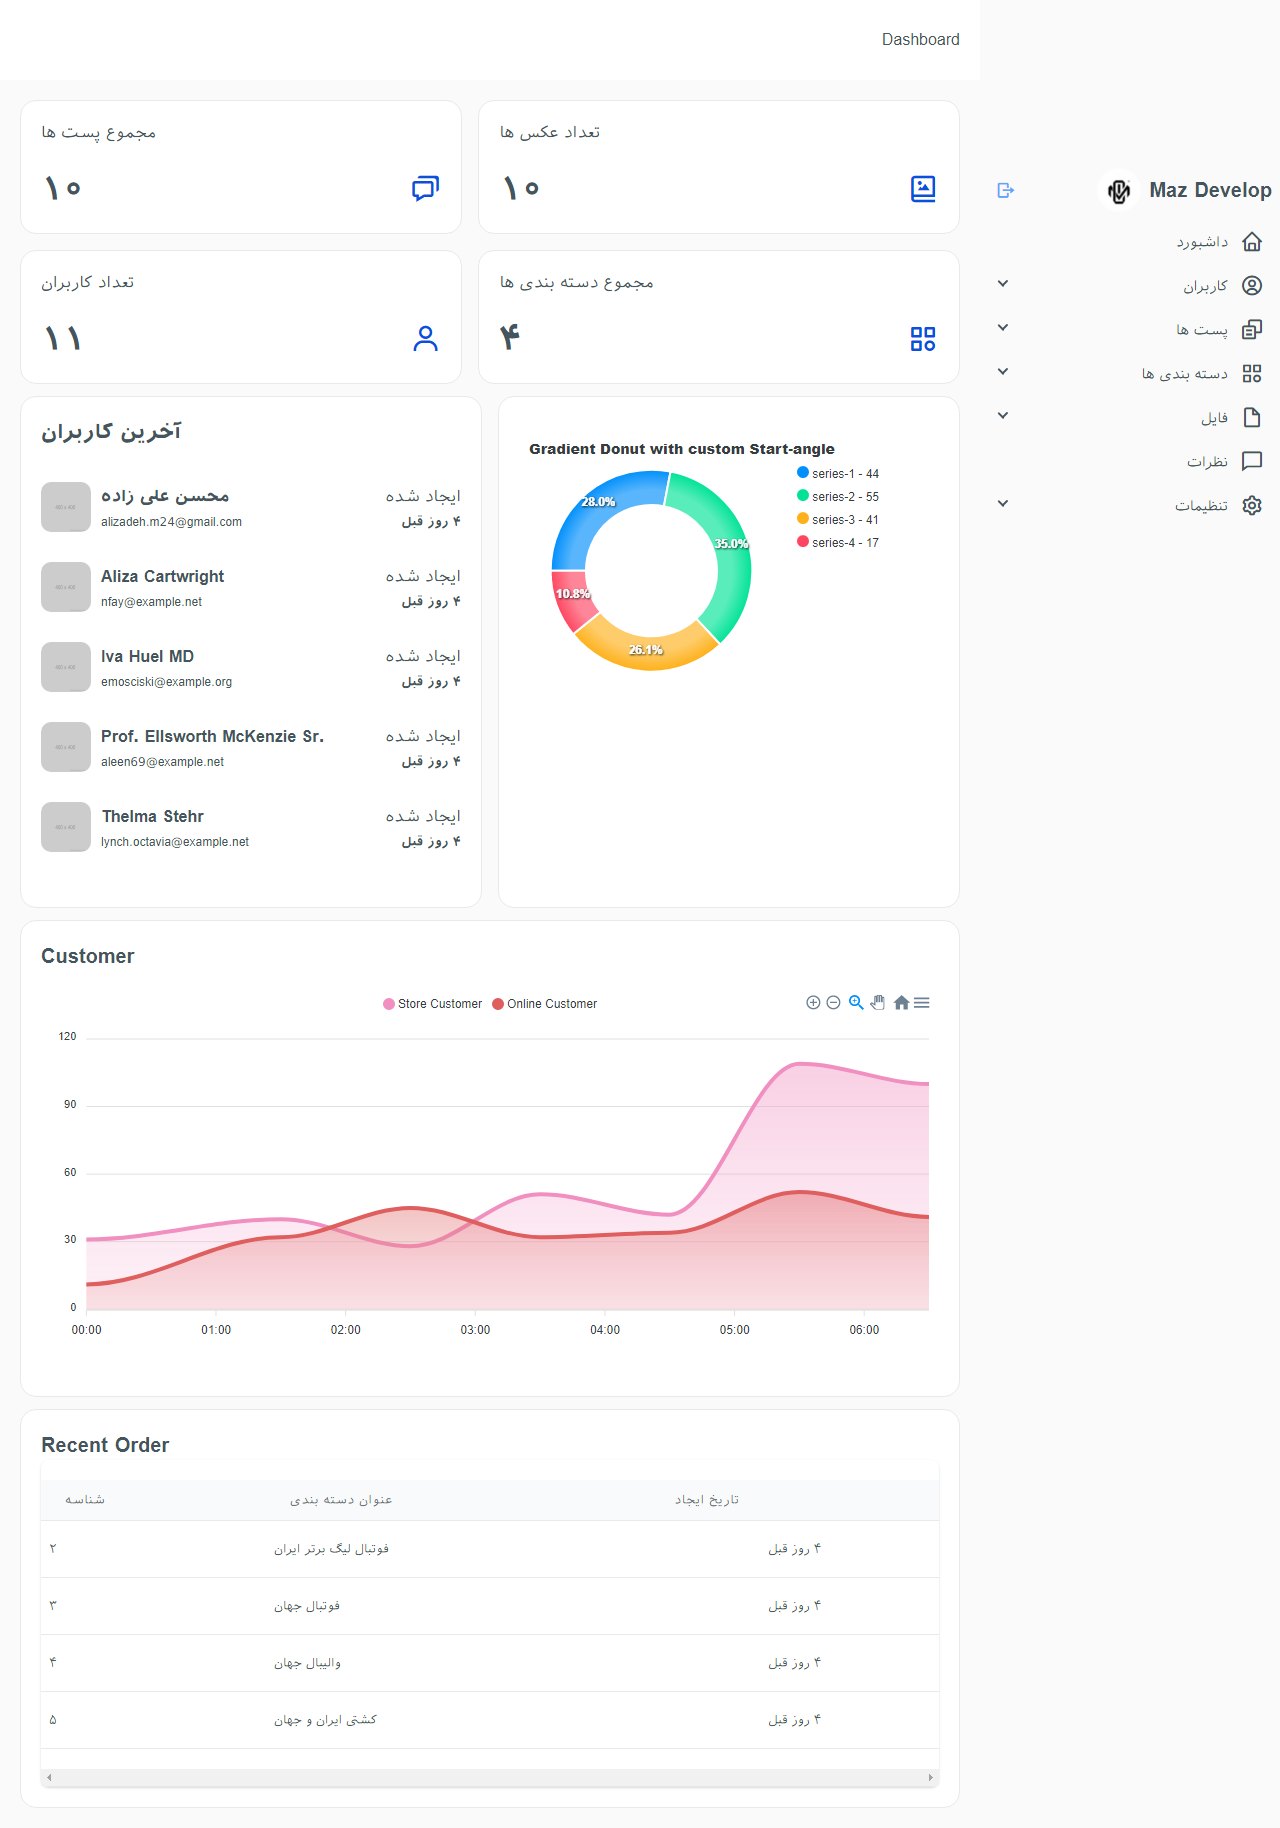 Dashboard
Maz Develop
داشبورد
کاربران
پست ها
دسته بندی ها
فایل
نظرات
تنظیمات
مجموع پست ها
۱۰
تعداد عکس ها
۱۰
تعداد کاربران
۱۱
مجموع دسته بندی ها
۴
آخرین کاربران
محسن علی زاده
alizadeh.m24@gmail.com
ایجاد شده
۴ روز قبل
Aliza Cartwright
nfay@example.net
ایجاد شده
۴ روز قبل
Iva Huel MD
emosciski@example.org
ایجاد شده
۴ روز قبل
Prof. Ellsworth McKenzie Sr.
aleen69@example.net
ایجاد شده
۴ روز قبل
Thelma Stehr
lynch.octavia@example.net
ایجاد شده
۴ روز قبل
Gradient Donut with custom Start-angle
series-1 - 44
series-2 - 55
series-3 - 41
series-4 - 17
28.0%
35.0%
10.8%
26.1%
Customer
Store Customer Online Customer
120
90
60
30
0
00:00 01:00 02:00 03:00 04:00 05:00 06:00
Recent Order
شناسه عنوان دسته بندی تاریخ ایجاد
۲ فوتبال لیگ برتر ایران ۴ روز قبل
۳ فوتبال جهان ۴ روز قبل
۴ والیبال جهان ۴ روز قبل
۵ کشتی ایران و جهان ۴ روز قبل